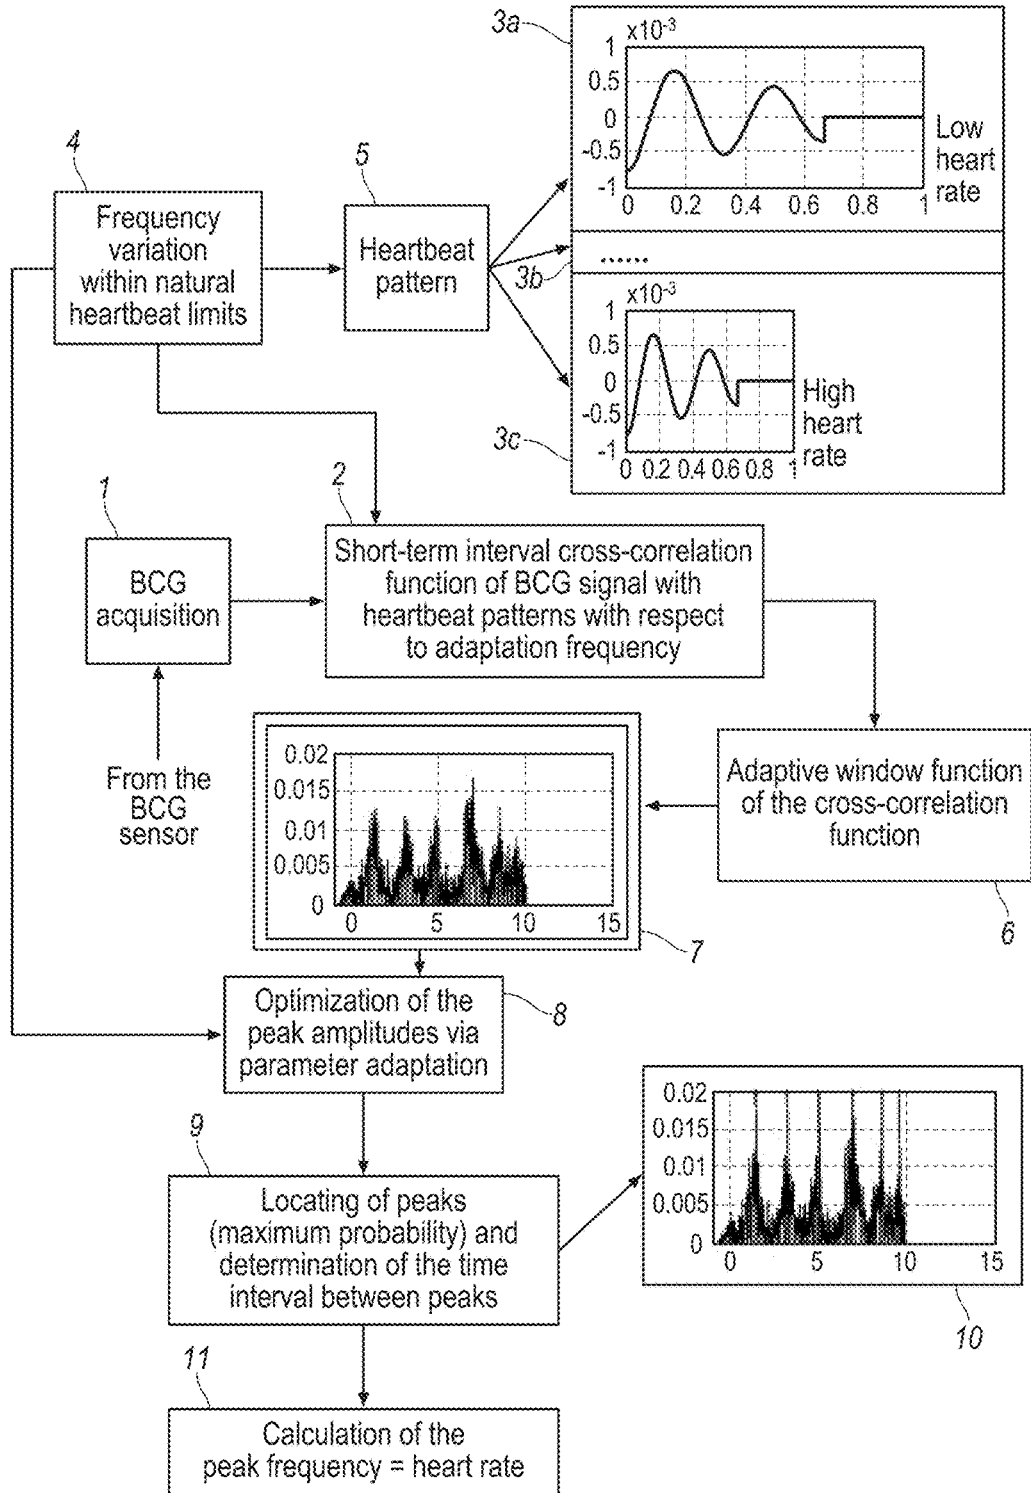 3a
x10-3
1
0.5
0
-0.5
-1
0 0.2 0.4 0.6 0.8 1
Low
heart
rate
4
Frequency
variation
within natural
heartbeat limits
5
Heartbeat
pattern
3b
......
x10-3
1
0.5
0
-0.5
-1
0 0.2 0.4 0.6 0.8 1
High
heart
rate
3c
1
BCG
acquisition
From the
BCG
sensor
2
Short-term interval cross-correlation
function of BCG signal with
heartbeat patterns with respect
to adaptation frequency
Adaptive window function
of the cross-correlation
function
6
0.02
0.015
0.01
0.005
0
0 5 10 15
7
Optimization of the
peak amplitudes via
parameter adaptation
8
9
Locating of peaks
(maximum probability) and
determination of the time
interval between peaks
0.02
0.015
0.01
0.005
0
0 5 10 15
10
11
Calculation of the
peak frequency = heart rate